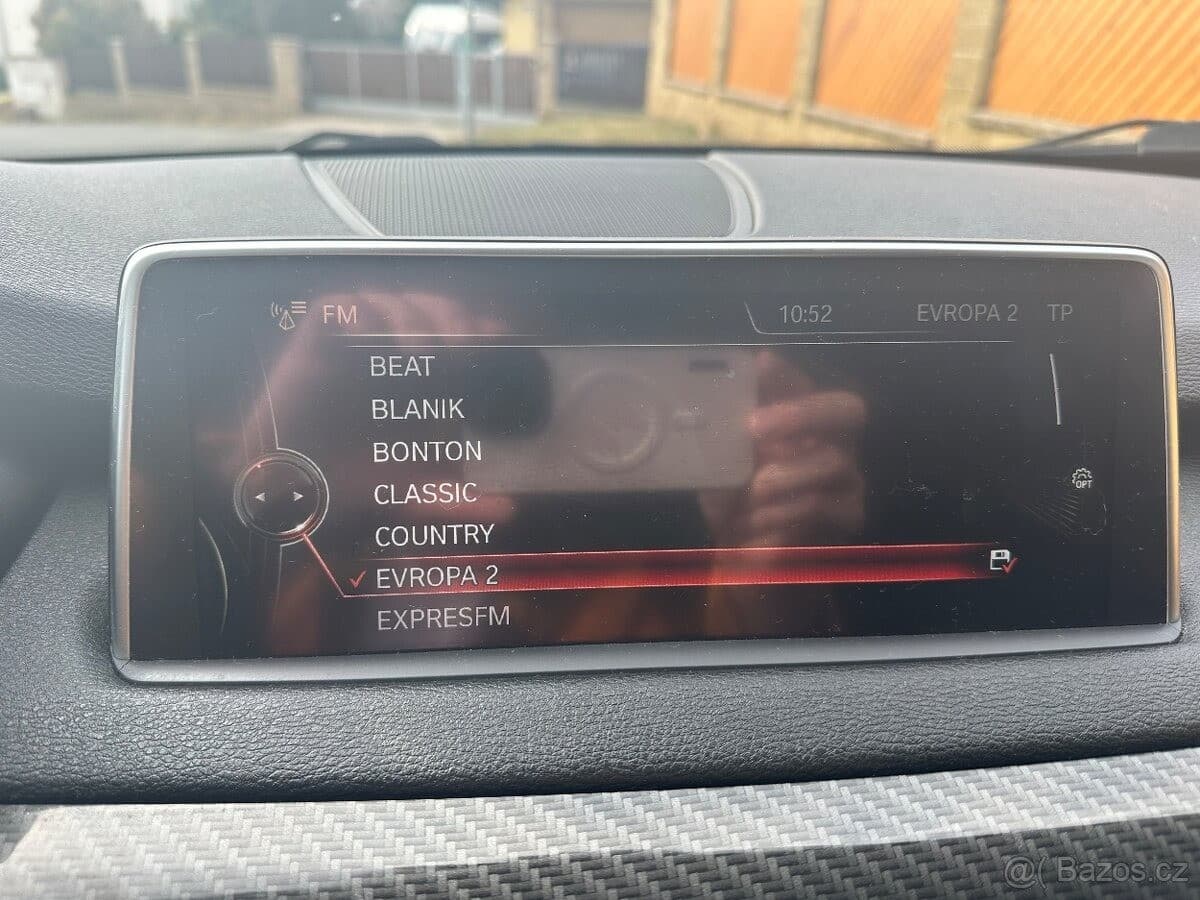 FM 10:52 EVROPA 2 TP
BEAT
BLANIK
BONTON
CLASSIC
OPT
COUNTRY
EVROPA 2
EXPRESFM
@( Bazos.cz